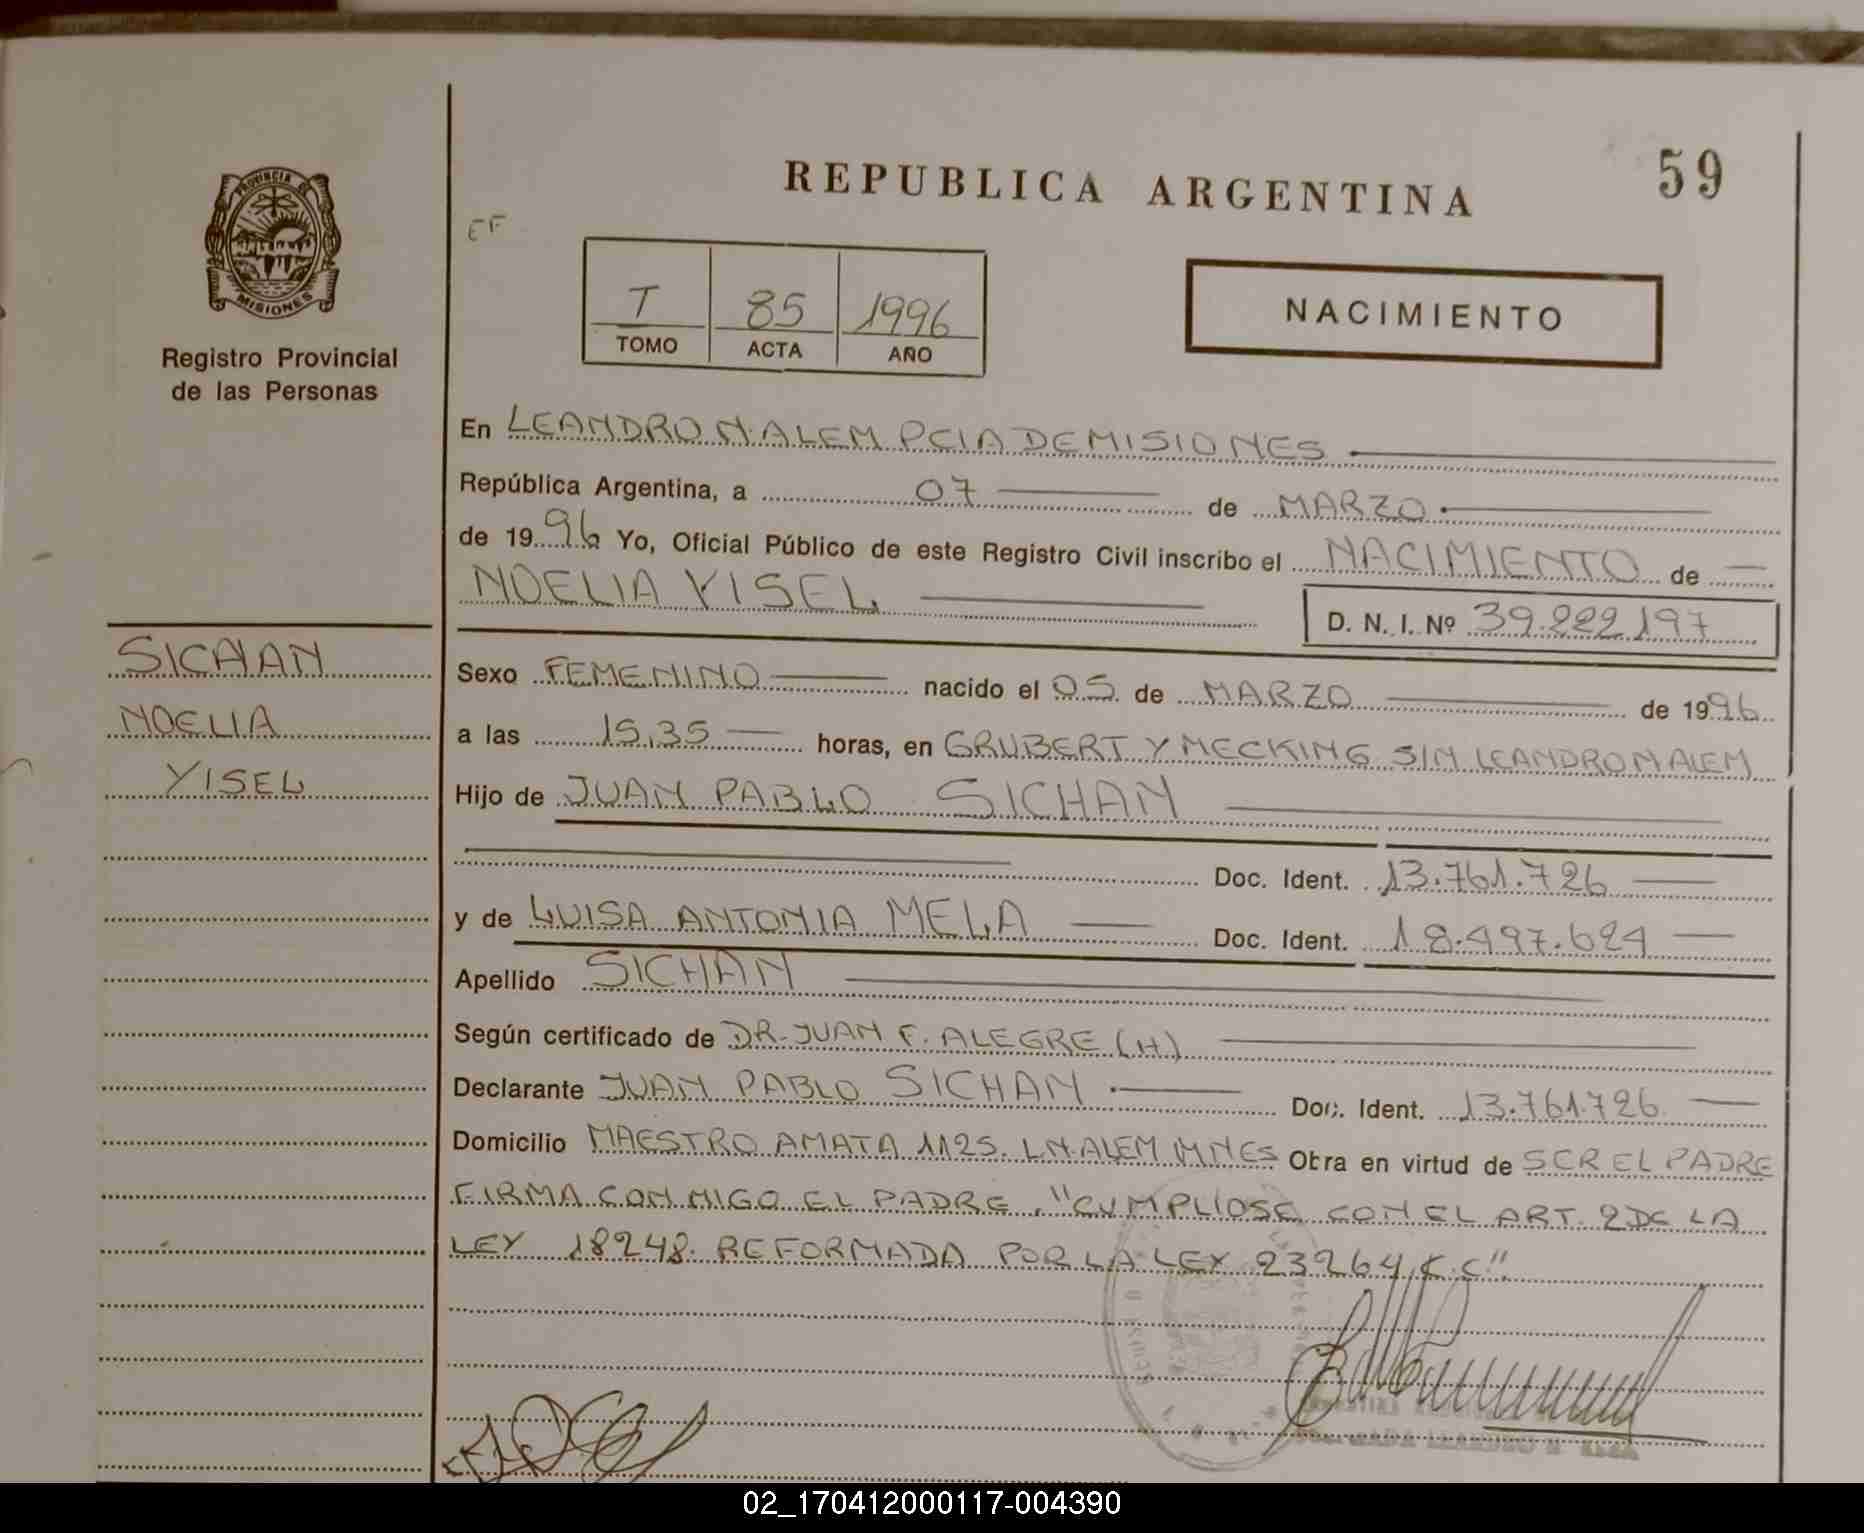 REPUBLICA ARGENTINA
59
PROVINCIA DE
MISIONES
Registro Provincial
de las Personas
EF
T 85 1996
TOMO ACTA AÑO
NACIMIENTO
En LEANDRO N. ALEM PCIA DE MISIONES
República Argentina, a 07 de MARZO
de 1996 Yo, Oficial Público de este Registro Civil inscribo el NACIMIENTO de
NOELIA YISEL
D. N. I. Nº 39.222.197
SICHAN
NOELIA
YISEL
Sexo FEMENINO nacido el 05 de MARZO de 1996
a las 15,35 horas, en GRUBERT Y MECKING S/N LEANDRO N ALEM
Hijo de JUAN PABLO SICHAN
Doc. Ident. 13.761.726
y de LUISA ANTONIA MELA Doc. Ident. 18.497.624
Apellido SICHAN
Según certificado de DR. JUAN F. ALEGRE (H)
Declarante JUAN PABLO SICHAN Doc. Ident. 13.761.726
Domicilio MAESTRO AMATA 1125. L.N.ALEM MNES Obra en virtud de SER EL PADRE
FIRMA CON MIGO EL PADRE. "CUMPLIOSE CON EL ART. 2 DE LA
LEY 18248. REFORMADA POR LA LEY 23264
02_170412000117-004390